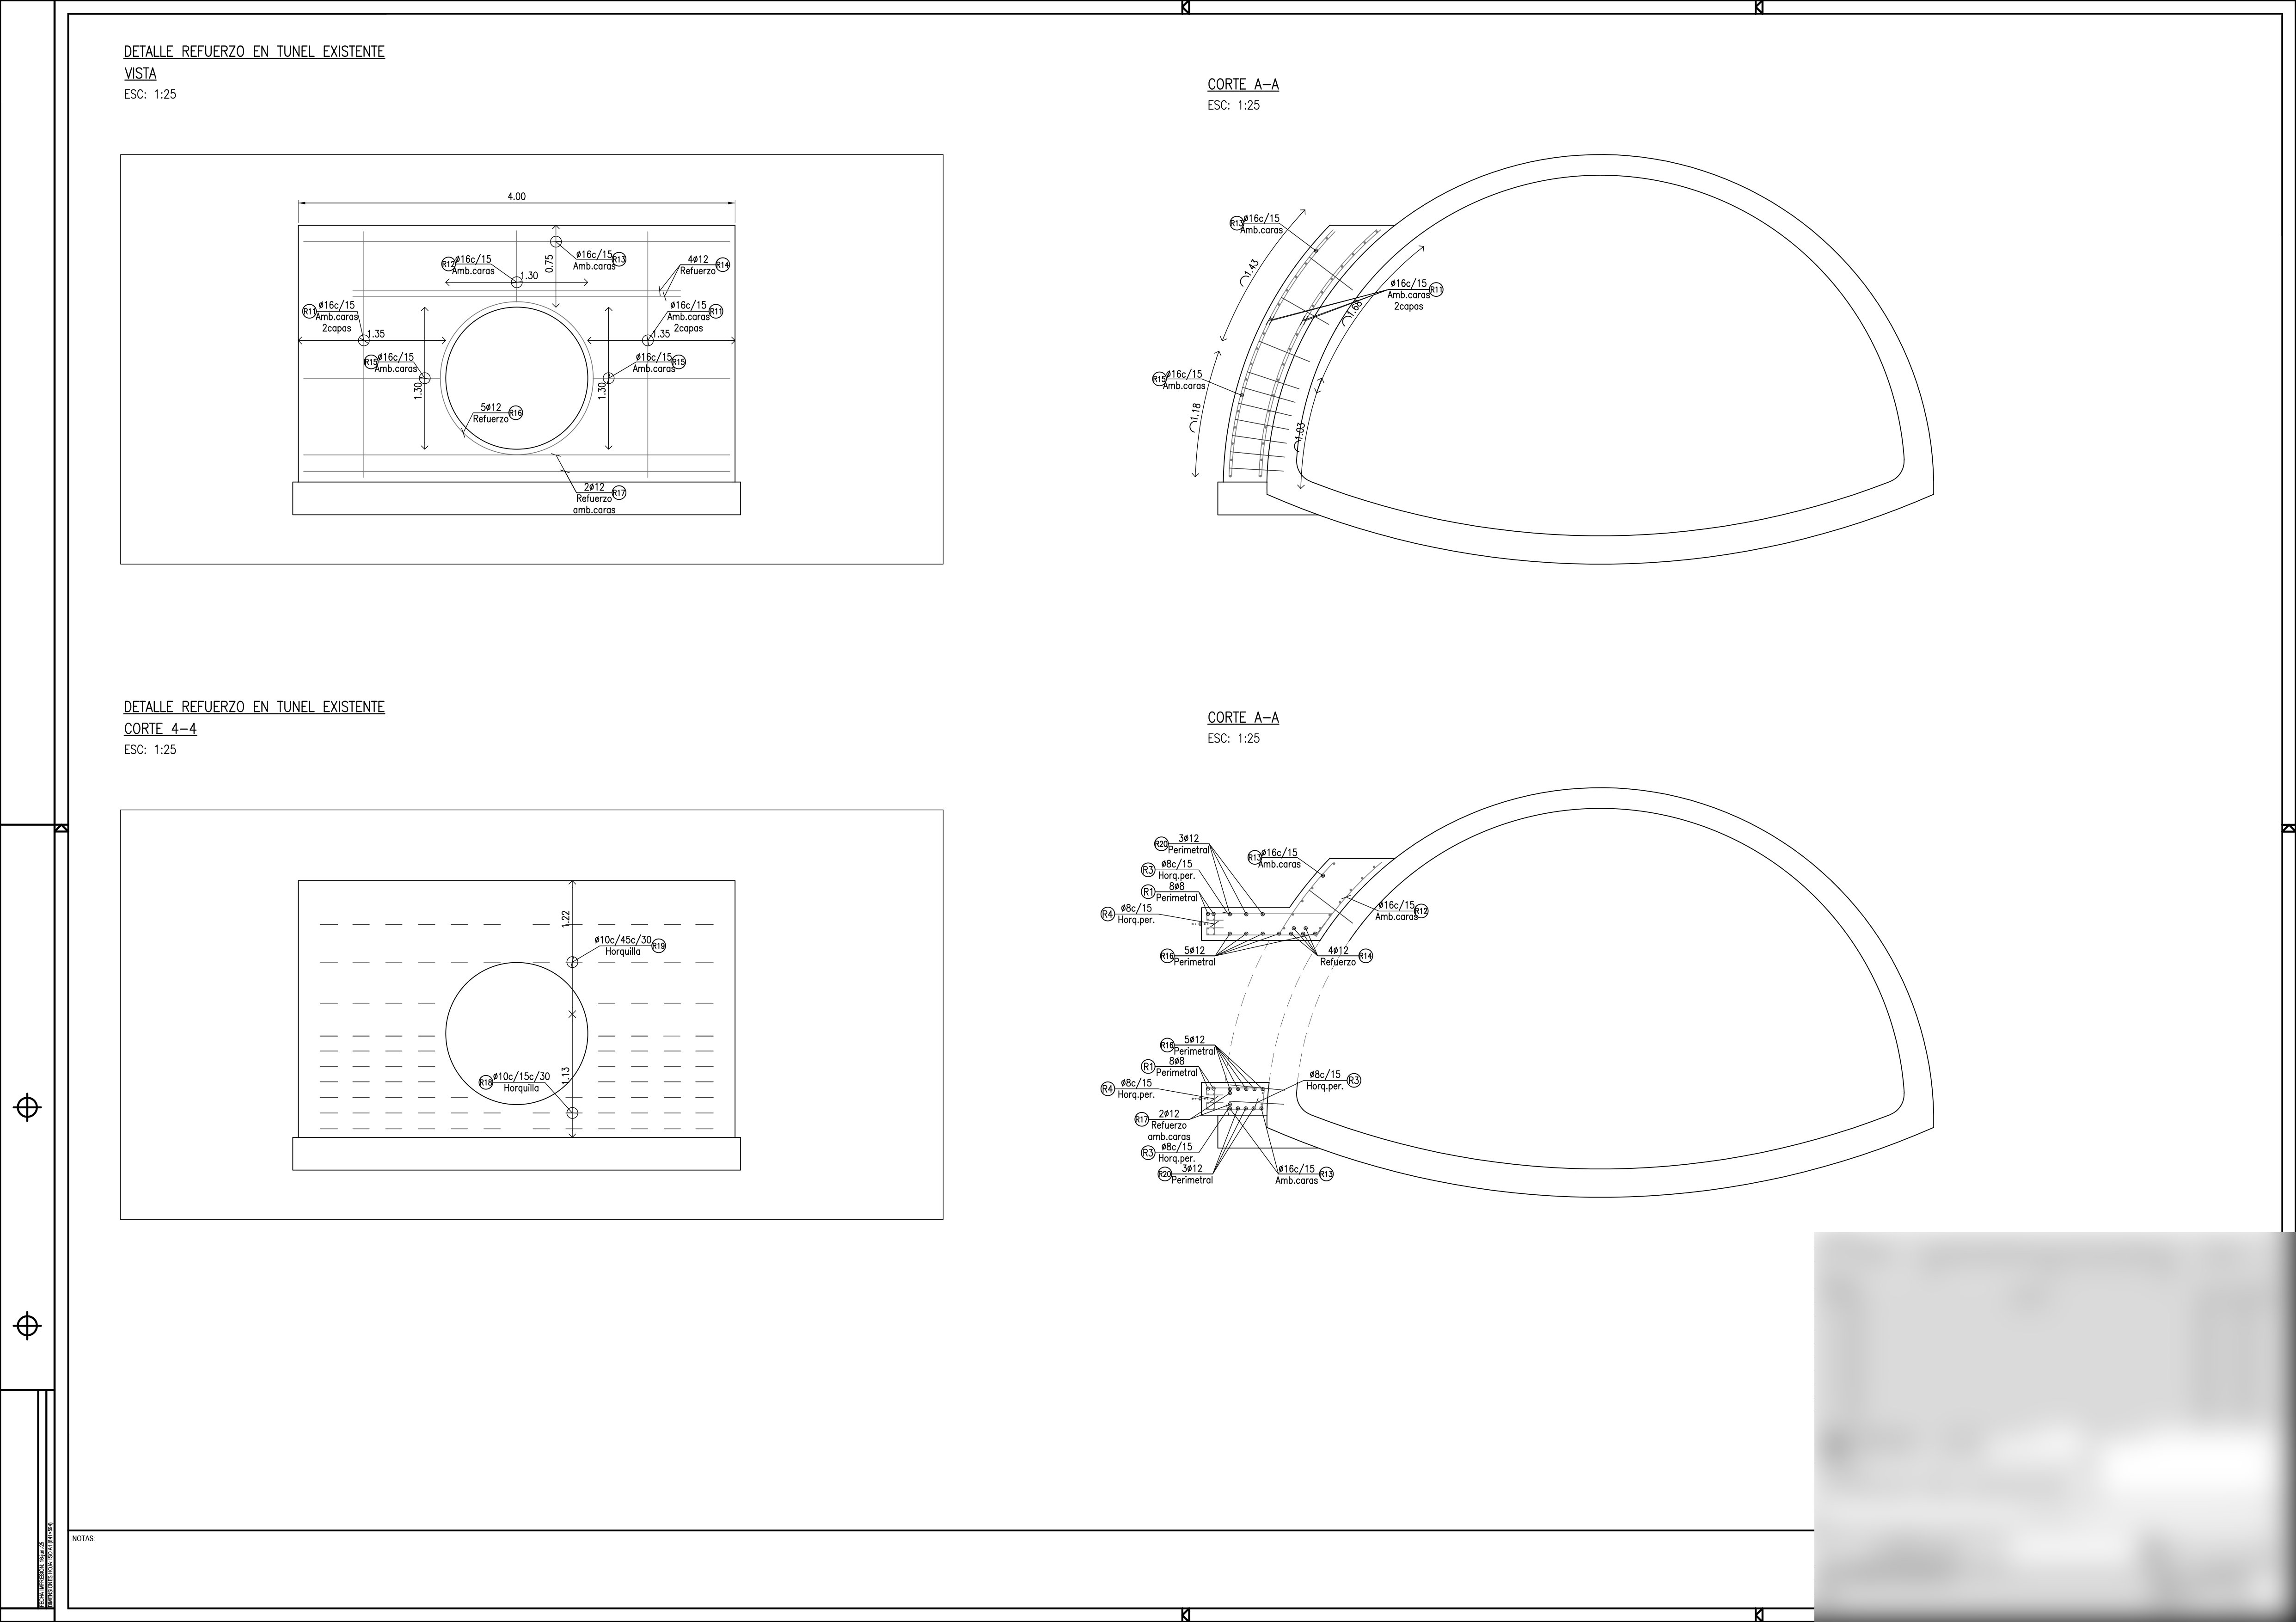 DETALLE REFUERZO EN TUNEL EXISTENTE
VISTA
ESC: 1:25
4.00
R12 ø16c/15
Amb.caras
1.30
0.75
ø16c/15 R13
Amb.caras
4ø12 R14
Refuerzo
R11 ø16c/15
Amb.caras
2capas
1.35
ø16c/15 R11
Amb.caras
2capas
1.35
R15 ø16c/15
Amb.caras
1.30
ø16c/15 R15
Amb.caras
1.30
5ø12 R16
Refuerzo
2ø12 R17
Refuerzo
amb.caras
CORTE A-A
ESC: 1:25
R13 ø16c/15
Amb.caras
1.43
ø16c/15 R11
Amb.caras
2capas
1.68
R15 ø16c/15
Amb.caras
1.18
1.03
DETALLE REFUERZO EN TUNEL EXISTENTE
CORTE 4-4
ESC: 1:25
1.22
ø10c/45c/30 R19
Horquilla
R18 ø10c/15c/30
Horquilla
1.13
CORTE A-A
ESC: 1:25
R20 3ø12
Perimetral
R3 ø8c/15
Horq.per.
R1 8ø8
Perimetral
R4 ø8c/15
Horq.per.
R13 ø16c/15
Amb.caras
ø16c/15 R12
Amb.caras
R16 5ø12
Perimetral
4ø12 R14
Refuerzo
R16 5ø12
Perimetral
R1 8ø8
Perimetral
R4 ø8c/15
Horq.per.
ø8c/15 R3
Horq.per.
R17 2ø12
Refuerzo
amb.caras
R3 ø8c/15
Horq.per.
R20 3ø12
Perimetral
ø16c/15 R13
Amb.caras
NOTAS: